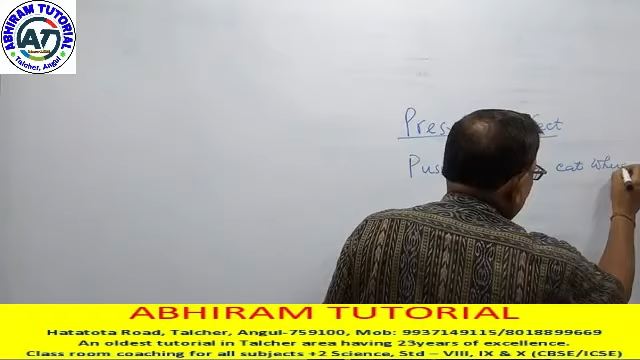 ABHIRAM TUTORIAL
AT
Talcher, Angul
Pres ect
Pus cat Whe
ABHIRAM TUTORIAL
Hatatota Road, Talcher, Angul-759100, Mob: 9937149115/8018899669
An oldest tutorial in Talcher area having 23years of excellence.
Class room coaching for all subjects +2 Science, Std – VIII, IX & X (CBSE/ICSE)